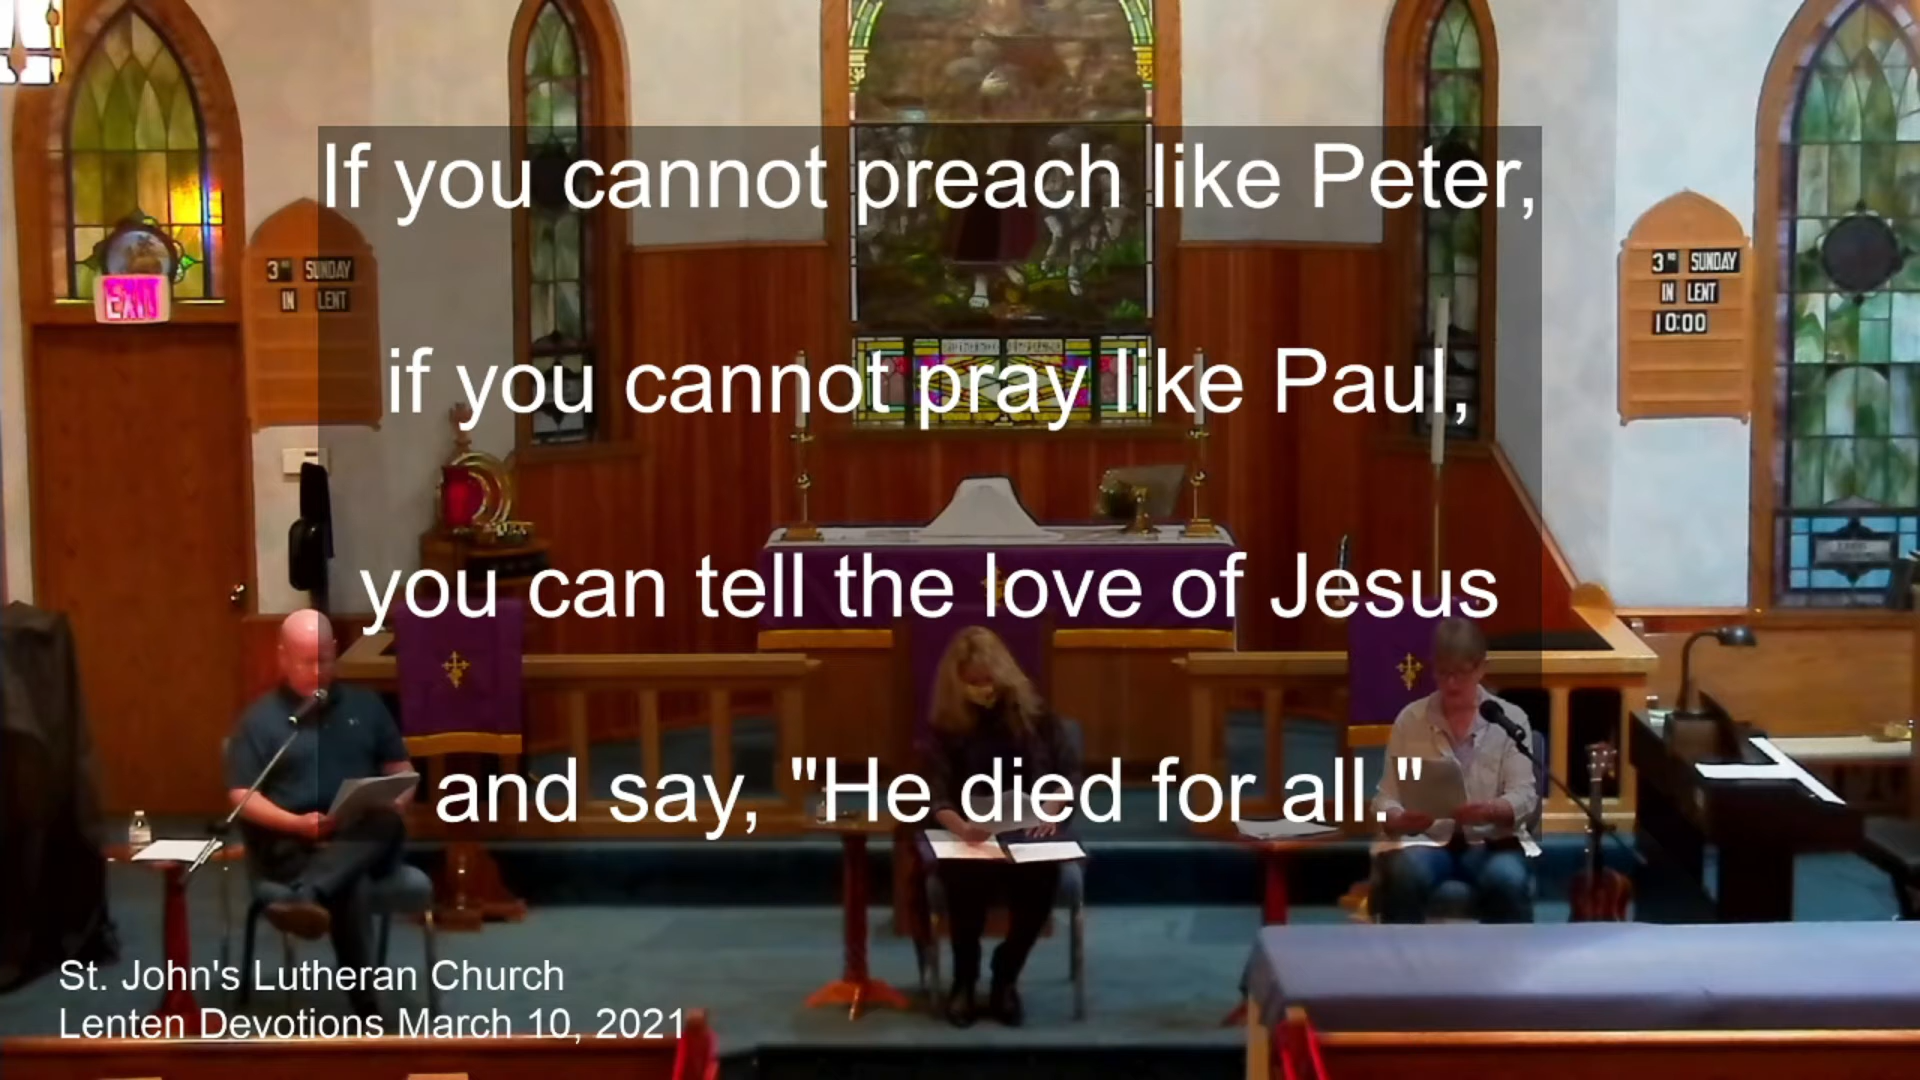 If you cannot preach like Peter,
if you cannot pray like Paul,
you can tell the love of Jesus
and say, "He died for all."
3RD SUNDAY
IN LENT
EXIT
3RD SUNDAY
IN LENT
10:00
St. John's Lutheran Church
Lenten Devotions March 10, 2021